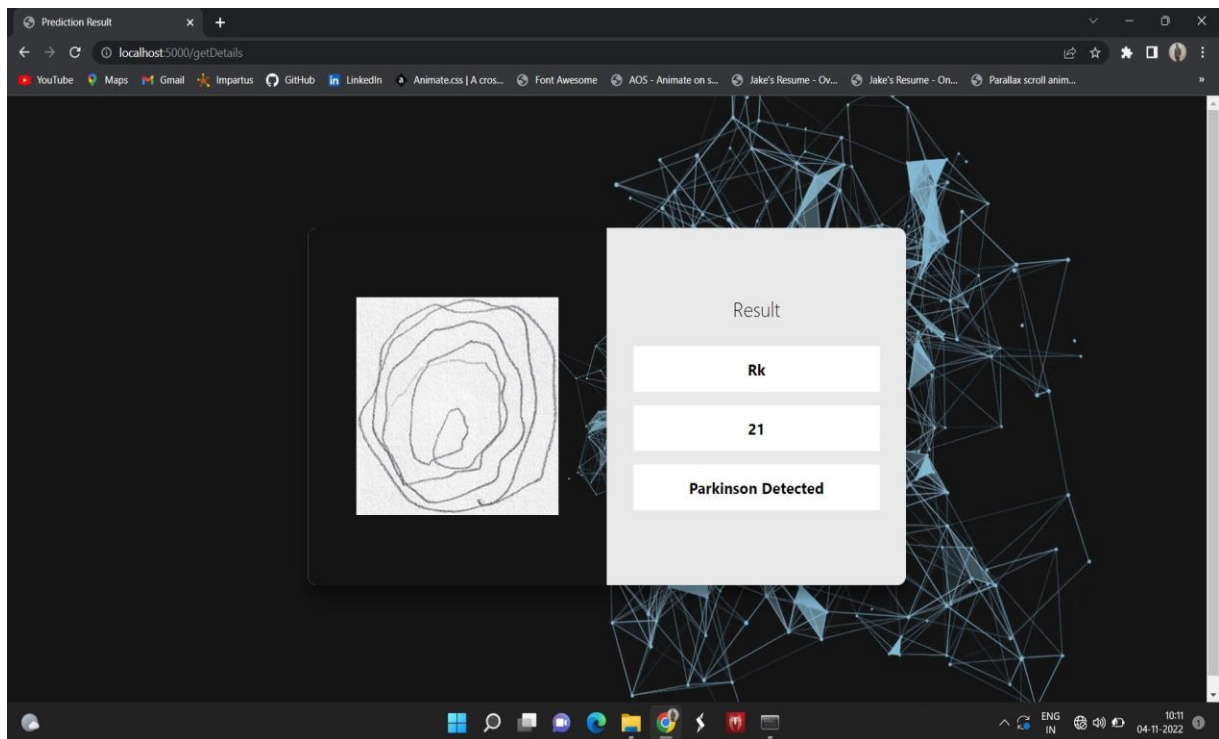 Prediction Result
localhost:5000/getDetails
YouTube Maps Gmail Impartus GitHub LinkedIn Animate.css | A cros... Font Awesome AOS - Animate on s... Jake's Resume - Ov... Jake's Resume - On... Parallax scroll anim... »
Result
Rk
21
Parkinson Detected
ENG 10:11
IN 04-11-2022